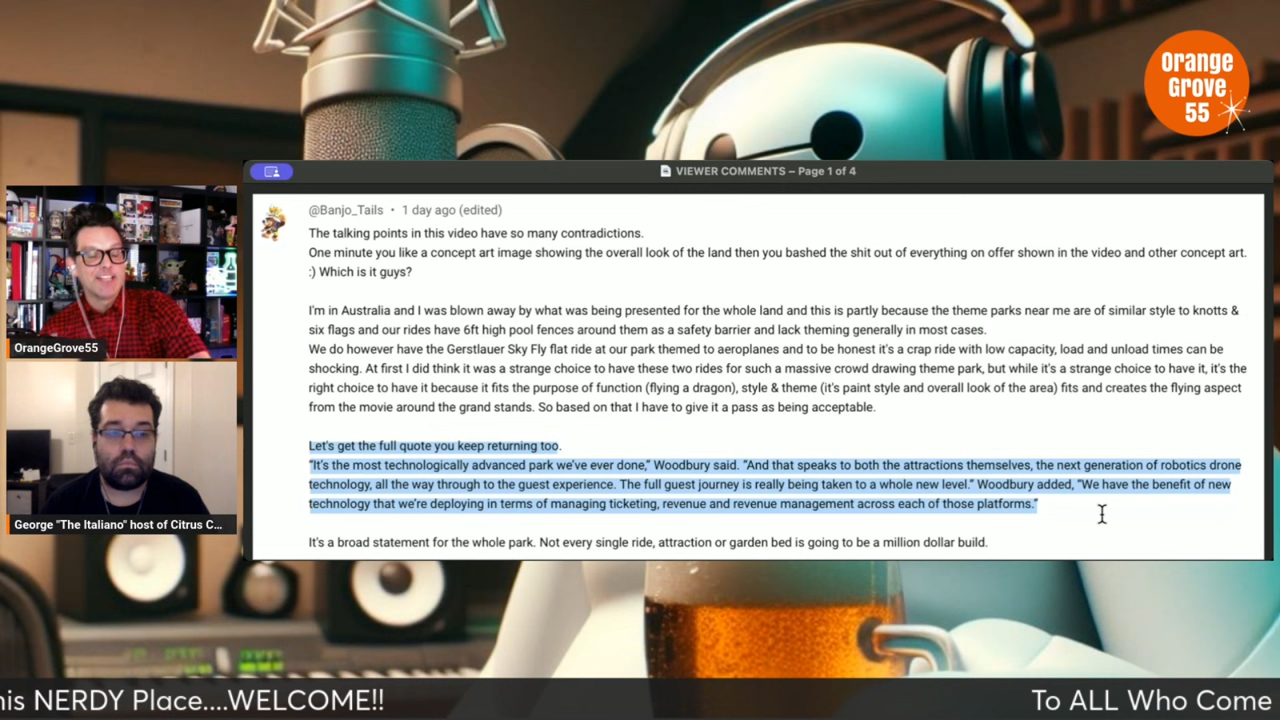 Orange
Grove
55
VIEWER COMMENTS – Page 1 of 4
@Banjo_Tails • 1 day ago (edited)
The talking points in this video have so many contradictions.
One minute you like a concept art image showing the overall look of the land then you bashed the shit out of everything on offer shown in the video and other concept art.
:) Which is it guys?
I'm in Australia and I was blown away by what was being presented for the whole land and this is partly because the theme parks near me are of similar style to knotts &
six flags and our rides have 6ft high pool fences around them as a safety barrier and lack theming generally in most cases.
We do however have the Gerstlauer Sky Fly flat ride at our park themed to aeroplanes and to be honest it's a crap ride with low capacity, load and unload times can be
shocking. At first I did think it was a strange choice to have these two rides for such a massive crowd drawing theme park, but while it's a strange choice to have it, it's the
right choice to have it because it fits the purpose of function (flying a dragon), style & theme (it's paint style and overall look of the area) fits and creates the flying aspect
from the movie around the grand stands. So based on that I have to give it a pass as being acceptable.
Let's get the full quote you keep returning too.
“It's the most technologically advanced park we've ever done,” Woodbury said. “And that speaks to both the attractions themselves, the next generation of robotics drone
technology, all the way through to the guest experience. The full guest journey is really being taken to a whole new level.” Woodbury added, “We have the benefit of new
technology that we're deploying in terms of managing ticketing, revenue and revenue management across each of those platforms.”
It's a broad statement for the whole park. Not every single ride, attraction or garden bed is going to be a million dollar build.
OrangeGrove55
George "The Italiano" host of Citrus C...
his NERDY Place....WELCOME!! To ALL Who Come